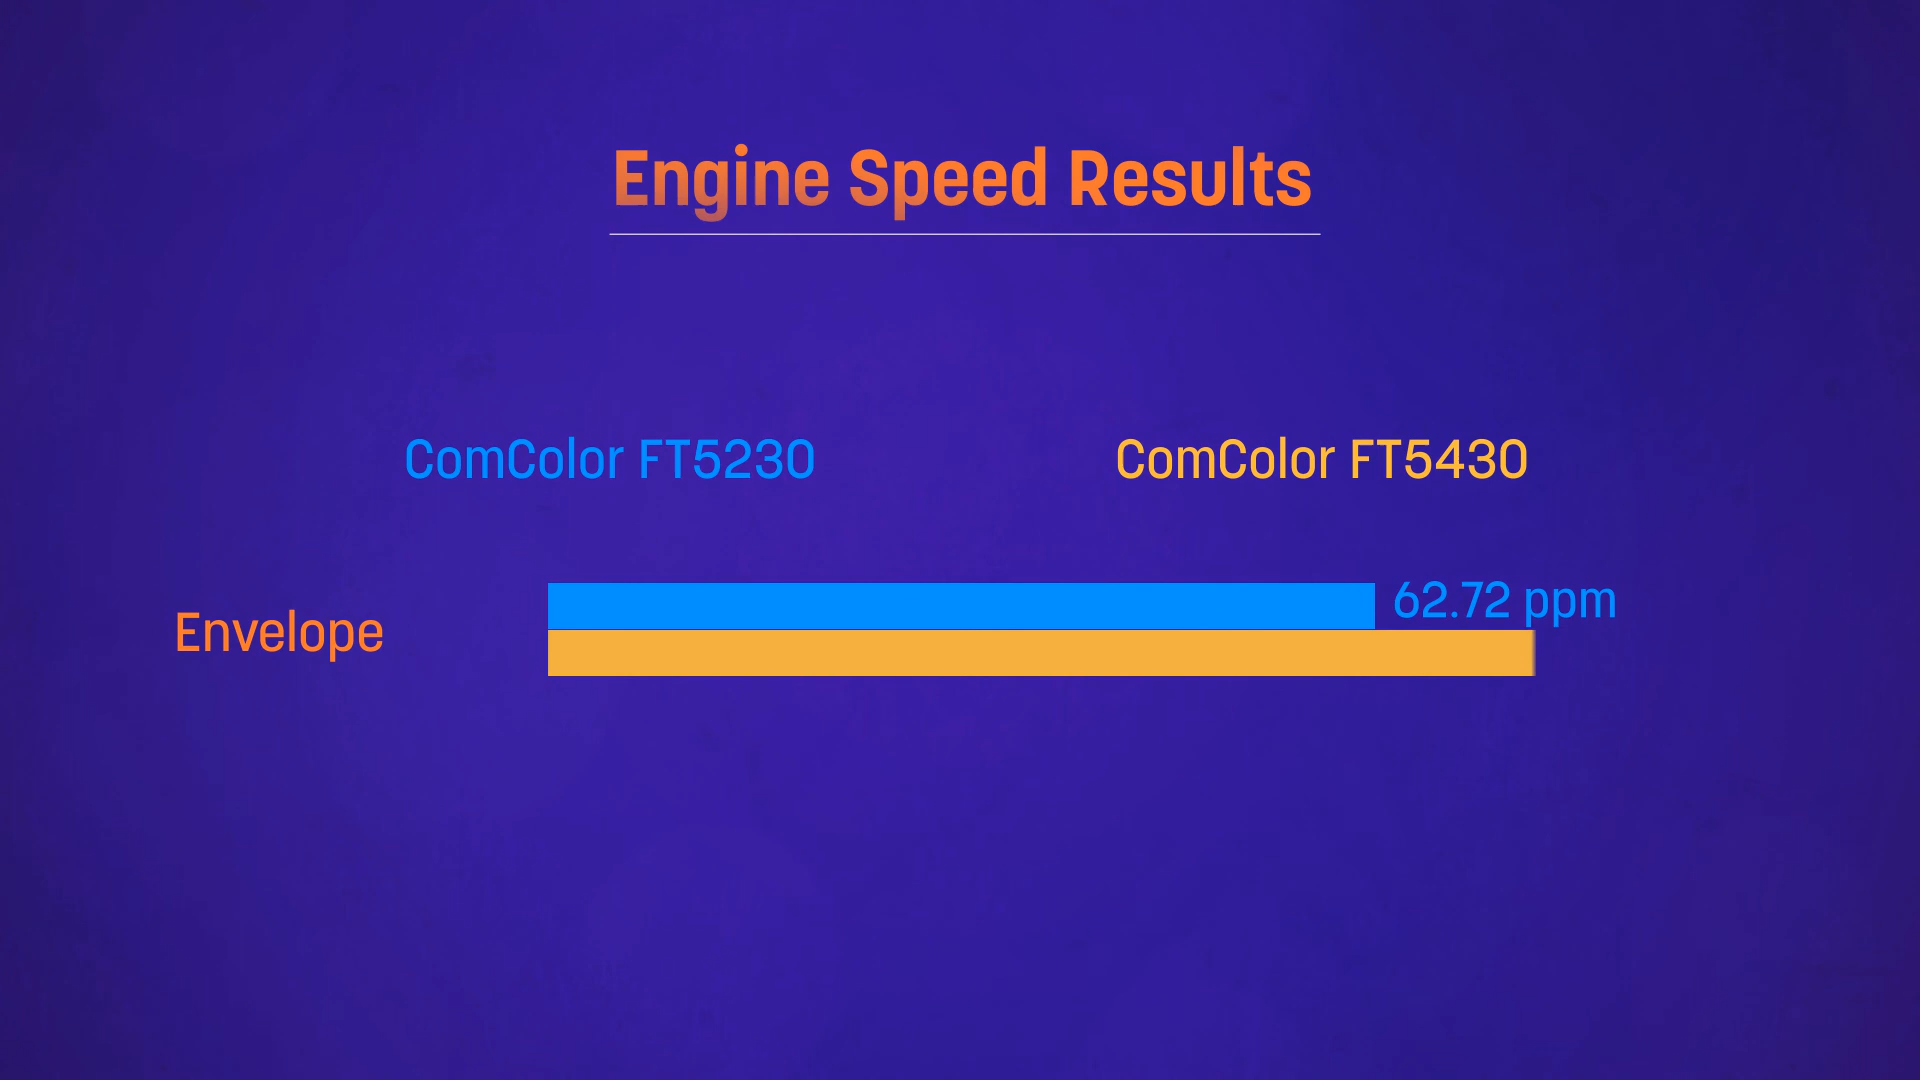 Engine Speed Results
ComColor FT5230
ComColor FT5430
Envelope
62.72 ppm